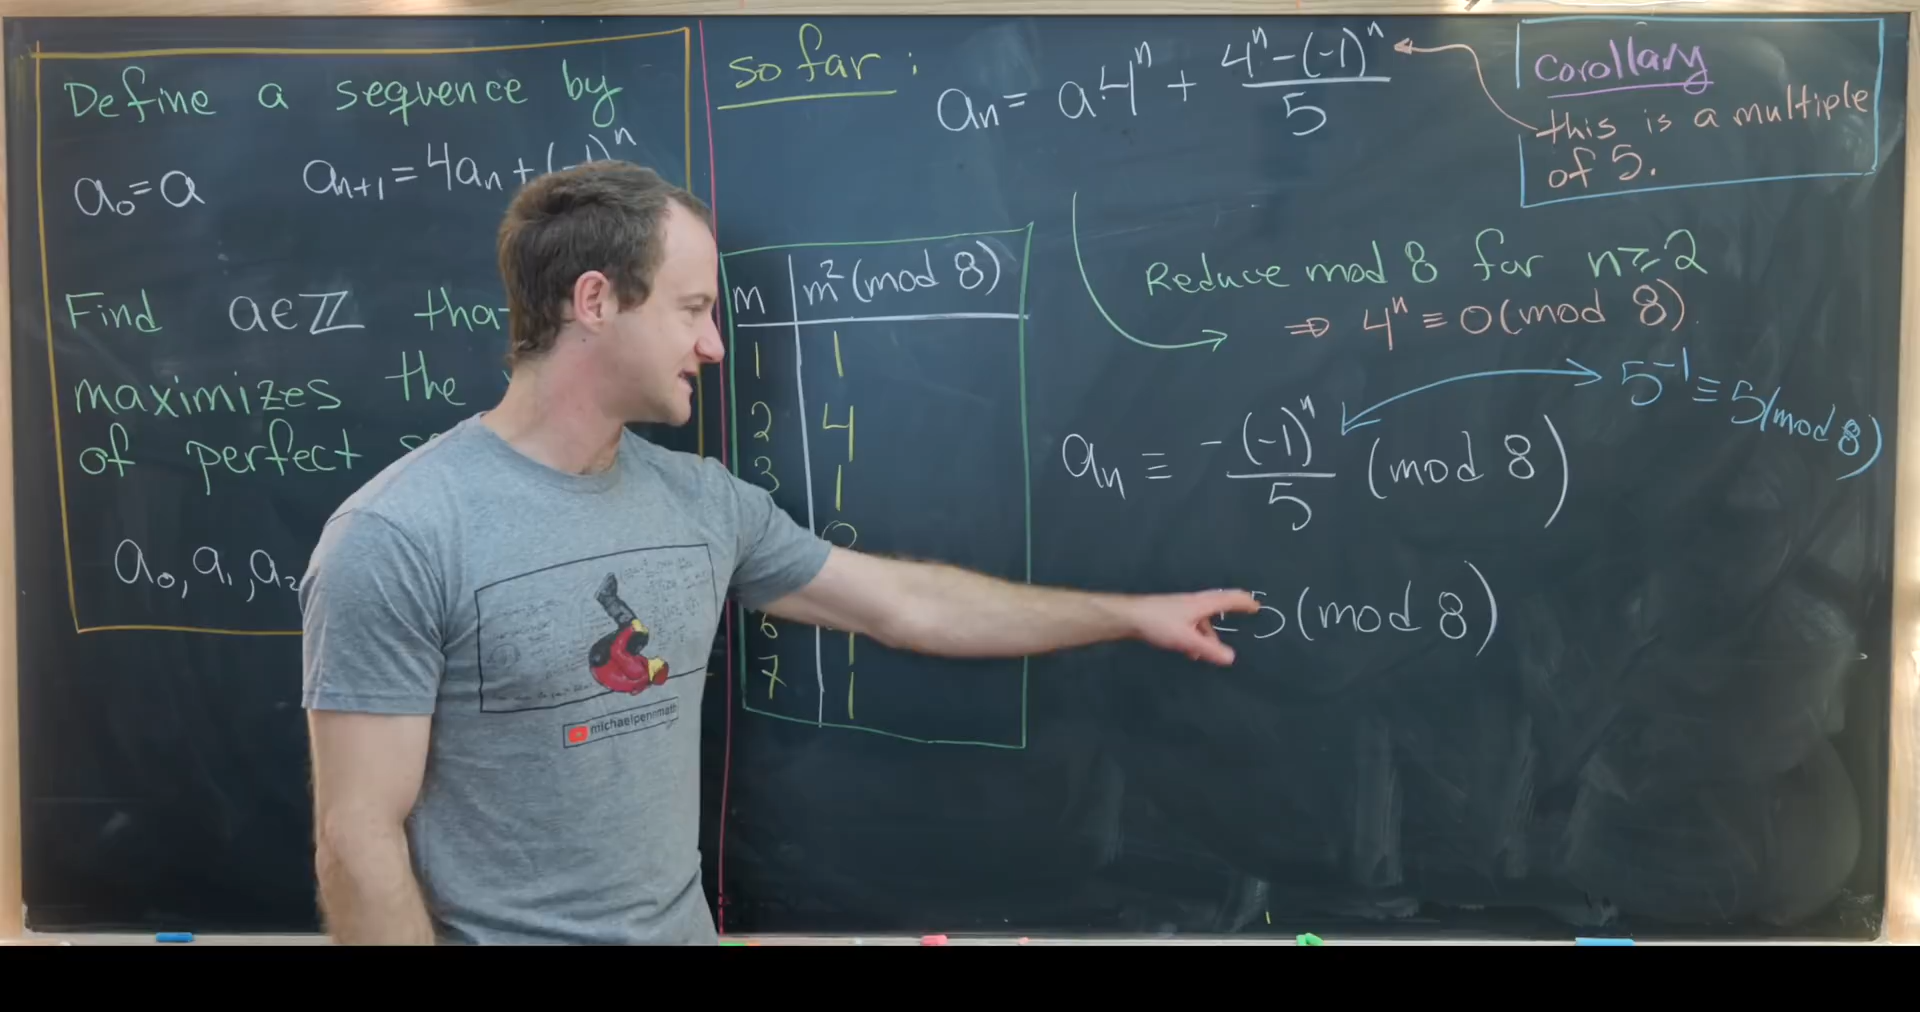 Define a sequence by
a₀=a aₙ₊₁=4aₙ+(-1)ⁿ
Find a∈ℤ tha
maximizes the
of perfect
a₀, a₁, a₂
so far:
aₙ = a·4ⁿ + (4ⁿ-(-1)ⁿ)/5
Corollary
this is a multiple
of 5.
m m² (mod 8)
1 1
2 4
3 1
0
6
7 1
Reduce mod 8 for n≥2
⇒ 4ⁿ ≡ 0 (mod 8).
5⁻¹ ≡ 5 (mod 8)
aₙ ≡ -(-1)ⁿ/5 (mod 8)
5 (mod 8)
michaelpennmath